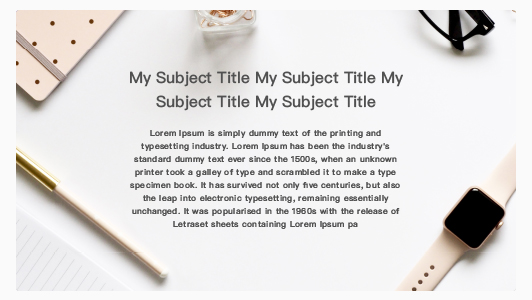 My Subject Title My Subject Title My
Subject Title My Subject Title
Lorem Ipsum is simply dummy text of the printing and
typesetting industry. Lorem Ipsum has been the industry's
standard dummy text ever since the 1500s, when an unknown
printer took a galley of type and scrambled it to make a type
specimen book. It has survived not only five centuries, but also
the leap into electronic typesetting, remaining essentially
unchanged. It was popularised in the 1960s with the release of
Letraset sheets containing Lorem Ipsum pa